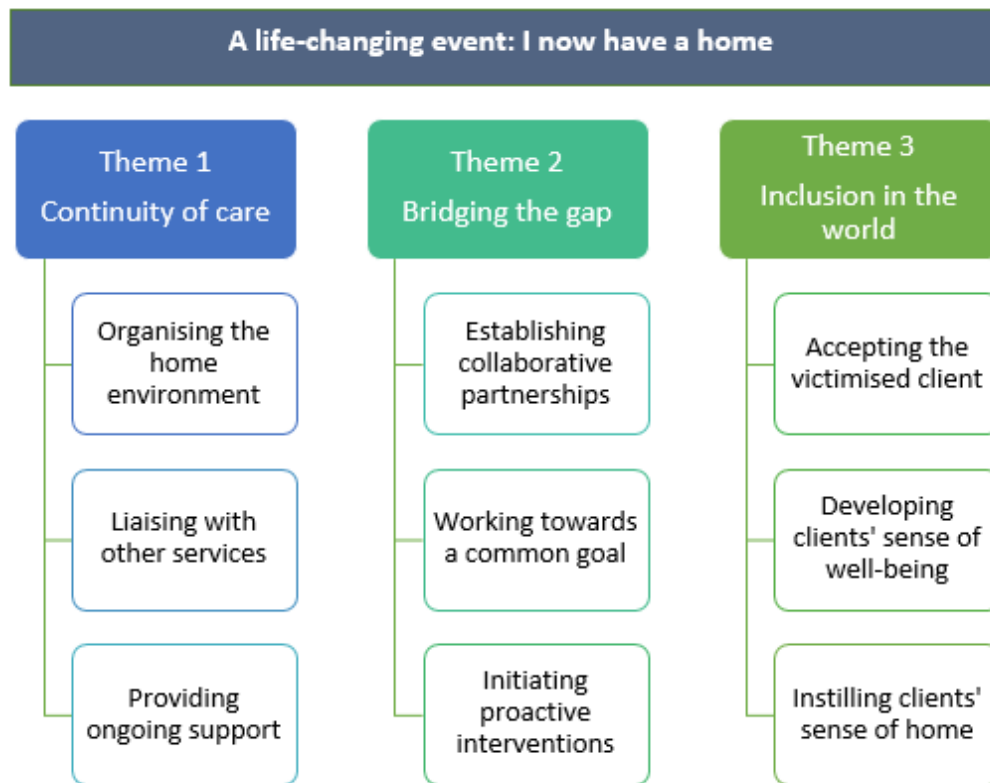 A life-changing event: I now have a home
Theme 1
Continuity of care
Organising the
home
environment
Liaising with
other services
Providing
ongoing support
Theme 2
Bridging the gap
Establishing
collaborative
partnerships
Working towards
a common goal
Initiating
proactive
interventions
Theme 3
Inclusion in the
world
Accepting the
victimised client
Developing
clients' sense of
well-being
Instilling clients'
sense of home